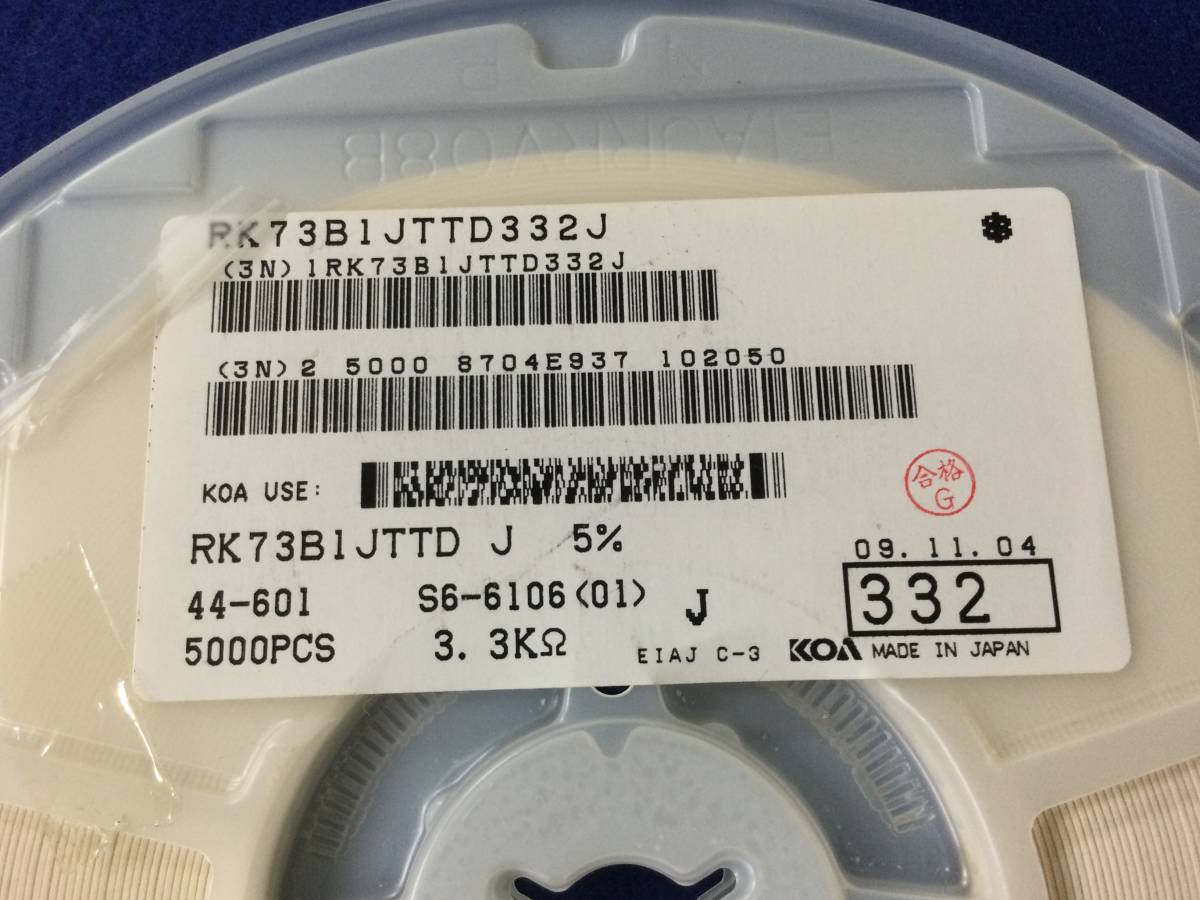 EIAJRRV08B
RK73B1JTTD332J
(3N)1RK73B1JTTD332J
(3N)2 5000 8704E937 102050
KOA USE:
合格
G
RK73B1JTTD J 5%
09.11.04
44-601 S6-6106(01) J 332
5000PCS 3.3KΩ EIAJ C-3 KOA MADE IN JAPAN